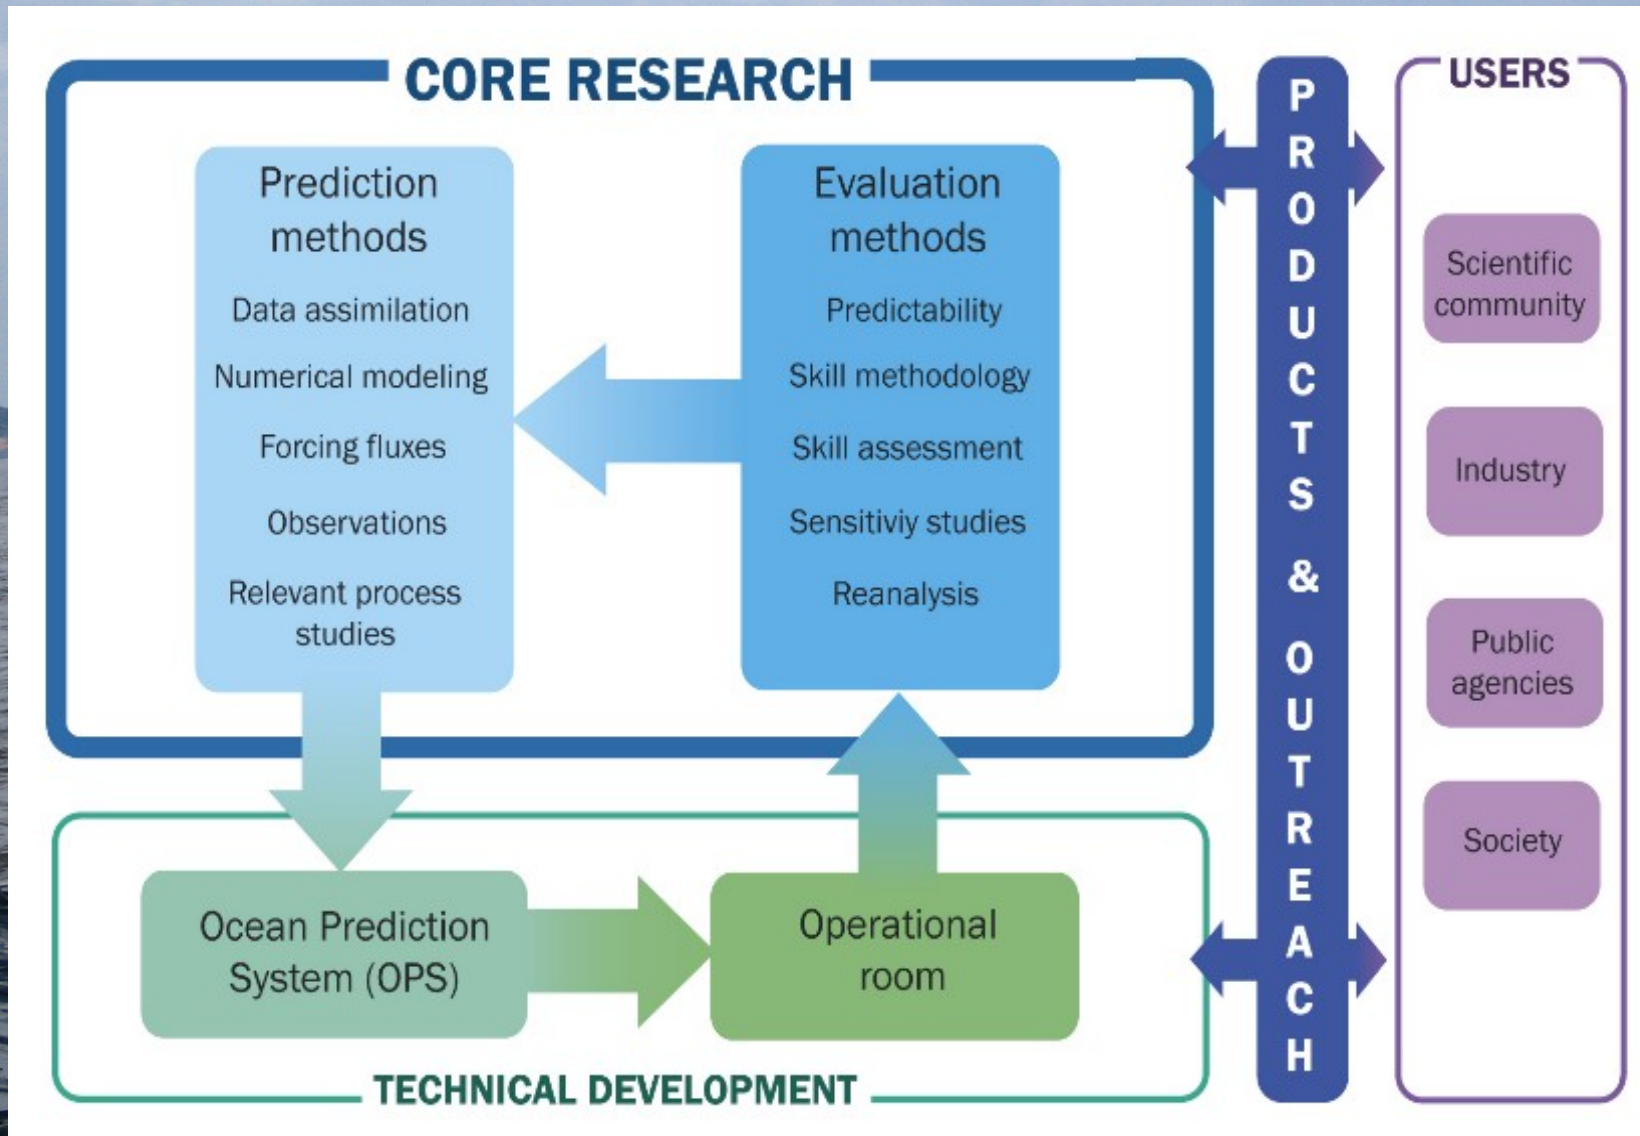 CORE RESEARCH
Prediction
methods
Data assimilation
Numerical modeling
Forcing fluxes
Observations
Relevant process
studies
Evaluation
methods
Predictability
Skill methodology
Skill assessment
Sensitiviy studies
Reanalysis
Ocean Prediction
System (OPS)
Operational
room
TECHNICAL DEVELOPMENT
PRODUCTS & OUTREACH
USERS
Scientific
community
Industry
Public
agencies
Society